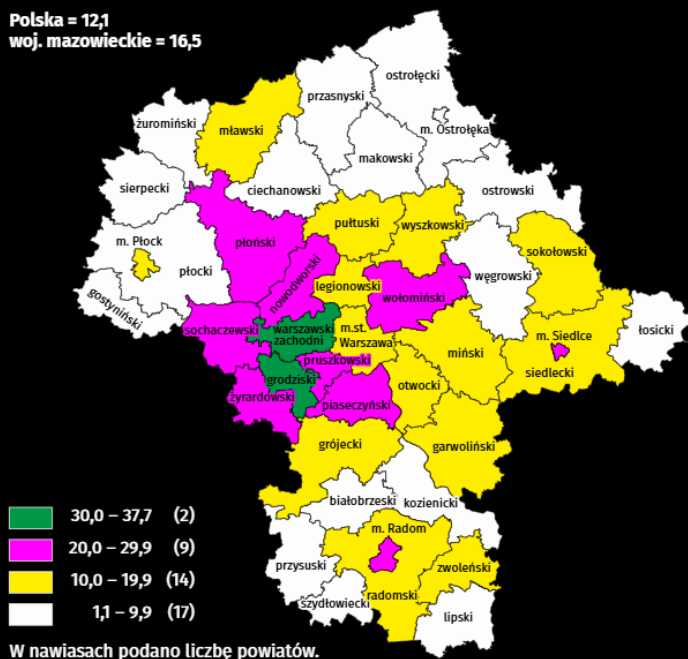 Polska = 12,1
woj. mazowieckie = 16,5
ostrołęcki
przasnyski
żuromiński
mławski
m. Ostrołęka
makowski
sierpecki
ciechanowski
ostrowski
pułtuski
wyszkowski
m. Płock
płoński
sokołowski
płocki
nowodworski
węgrowski
legionowski
gostyniński
wołomiński
sochaczewski
warszawski
zachodni
m.st.
Warszawa
m. Siedlce
łosicki
miński
pruszkowski
siedlecki
grodziski
otwocki
żyrardowski
piaseczyński
grójecki
garwoliński
białobrzeski
kozienicki
30,0 – 37,7 (2)
m. Radom
20,0 – 29,9 (9)
przysuski
zwoleński
10,0 – 19,9 (14)
radomski
szydłowiecki
1,1 – 9,9 (17)
lipski
W nawiasach podano liczbę powiatów.